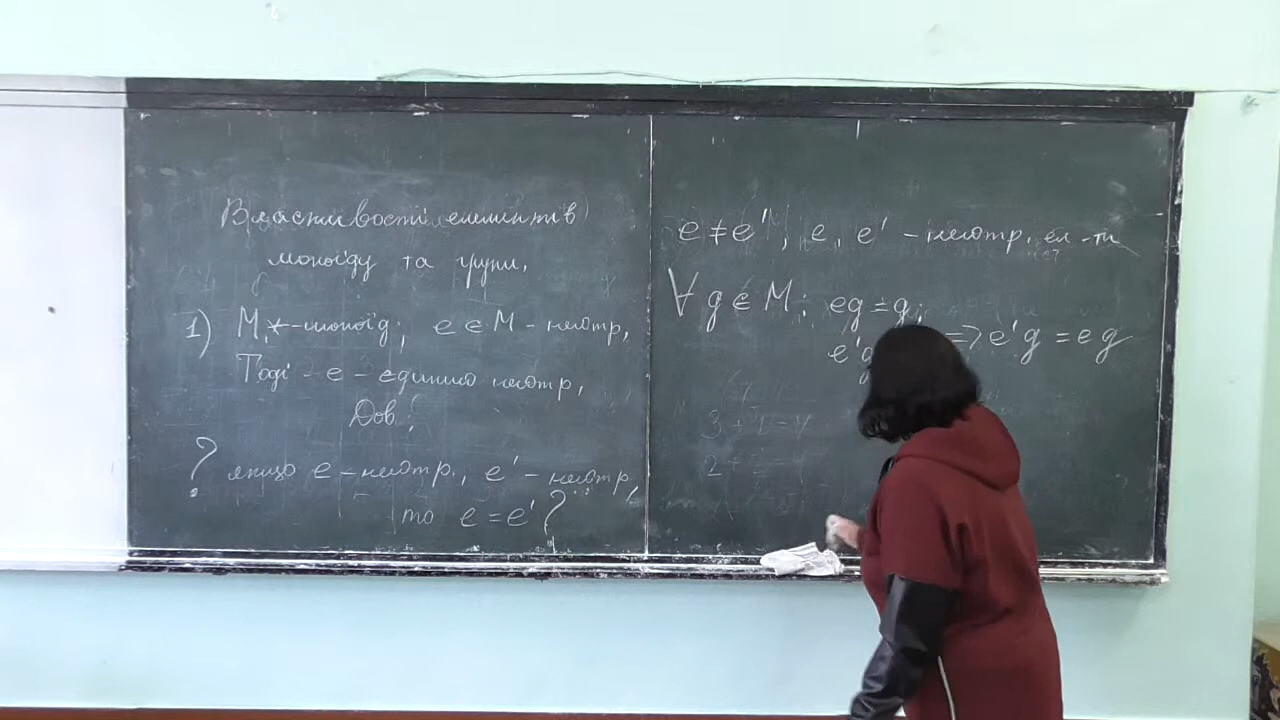 Властивості елементів
моноїду та групи.
1) M,* - моноїд; e ∈ M - нейтр,
Тоді - e - єдиний нейтр,
Дов.
? якщо e - нейтр., e' - нейтр,
то e = e' ?
e ≠ e', e, e' - нейтр. ел-ти
∀ g ∈ M: eg = g;
e'g => e'g = eg